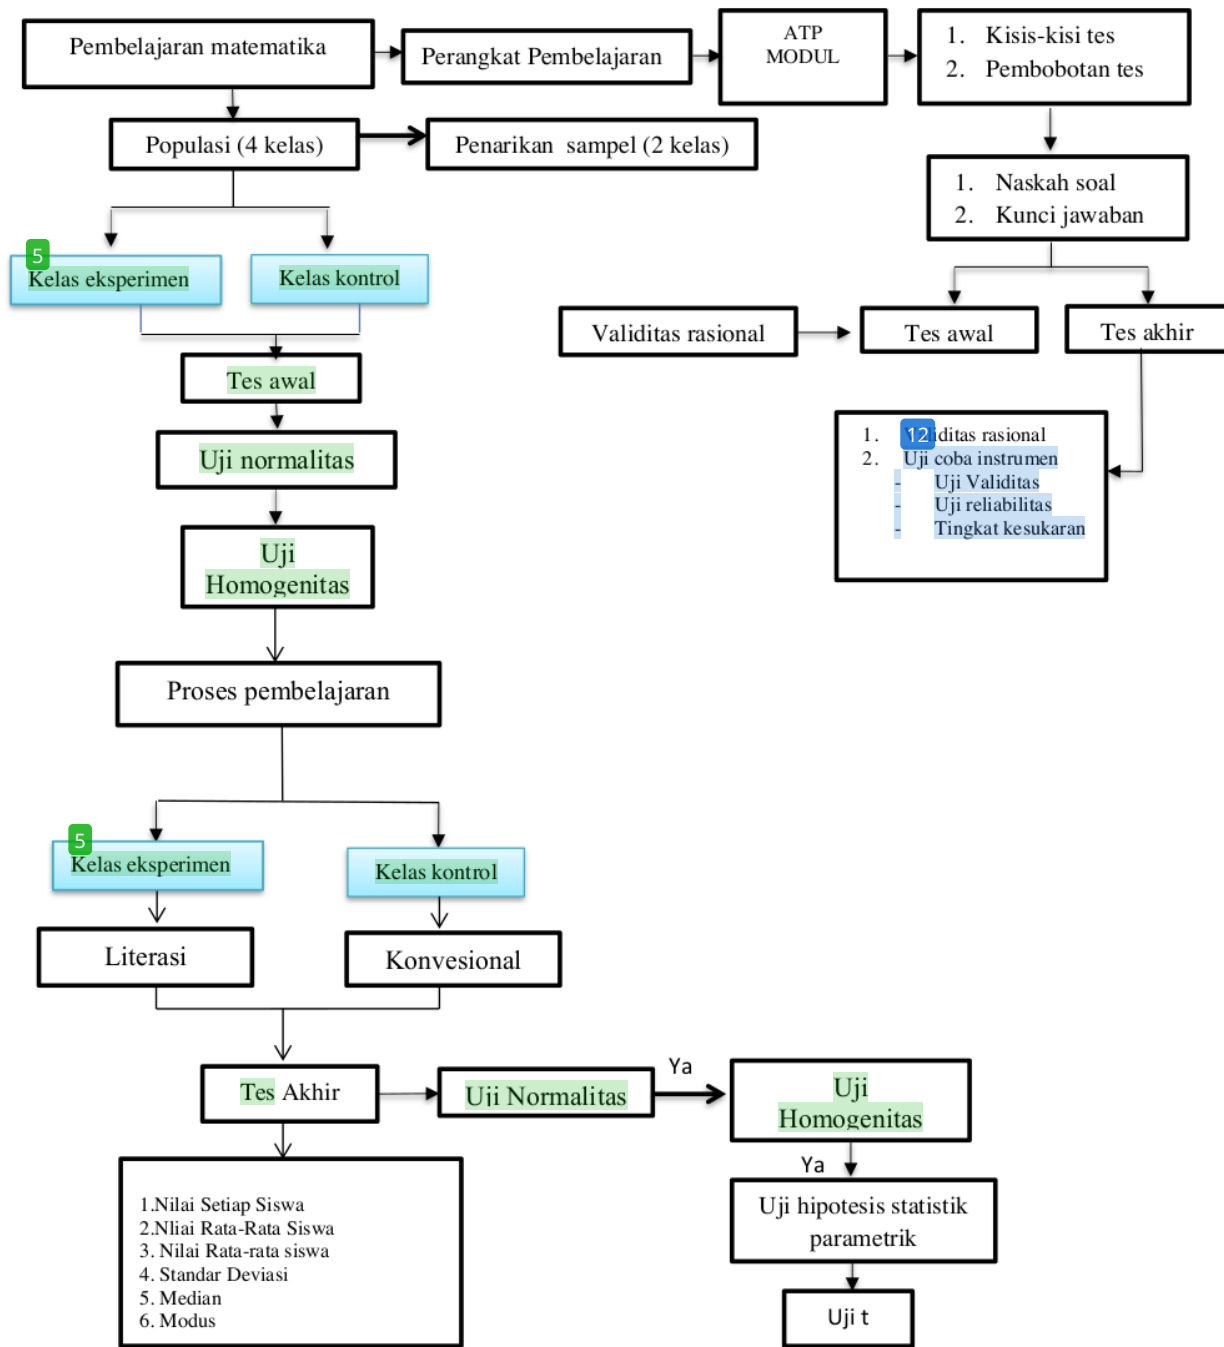 Pembelajaran matematika
Perangkat Pembelajaran
ATP
MODUL
1. Kisis-kisi tes
2. Pembobotan tes
Populasi (4 kelas)
Penarikan sampel (2 kelas)
1. Naskah soal
2. Kunci jawaban
5
Kelas eksperimen
Kelas kontrol
Validitas rasional
Tes awal
Tes akhir
Tes awal
Uji normalitas
1. Validitas rasional
12
2. Uji coba instrumen
- Uji Validitas
- Uji reliabilitas
- Tingkat kesukaran
Uji
Homogenitas
Proses pembelajaran
5
Kelas eksperimen
Kelas kontrol
Literasi
Konvesional
Tes Akhir
Uji Normalitas
Ya
Uji
Homogenitas
Ya
Uji hipotesis statistik
parametrik
Uji t
1.Nilai Setiap Siswa
2.Nliai Rata-Rata Siswa
3. Nilai Rata-rata siswa
4. Standar Deviasi
5. Median
6. Modus